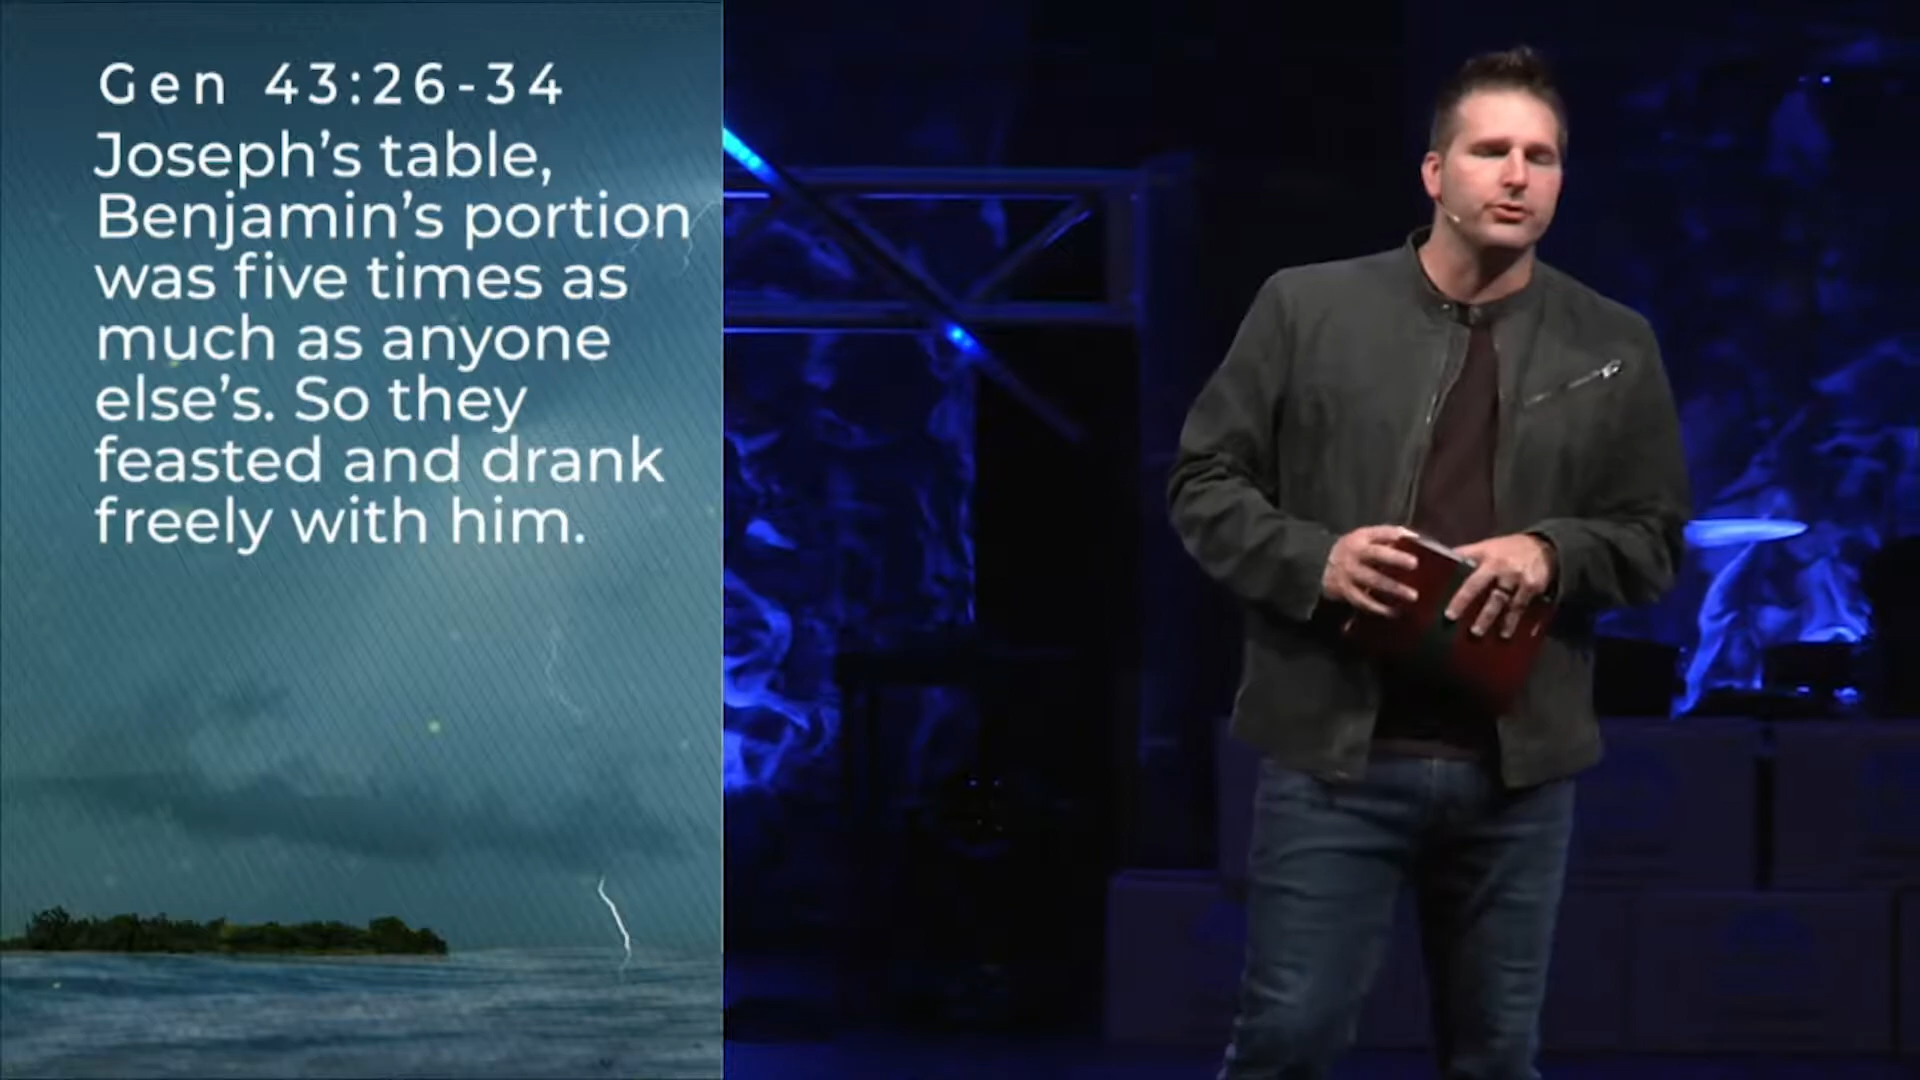 Gen 43:26-34
Joseph’s table,
Benjamin’s portion
was five times as
much as anyone
else’s. So they
feasted and drank
freely with him.